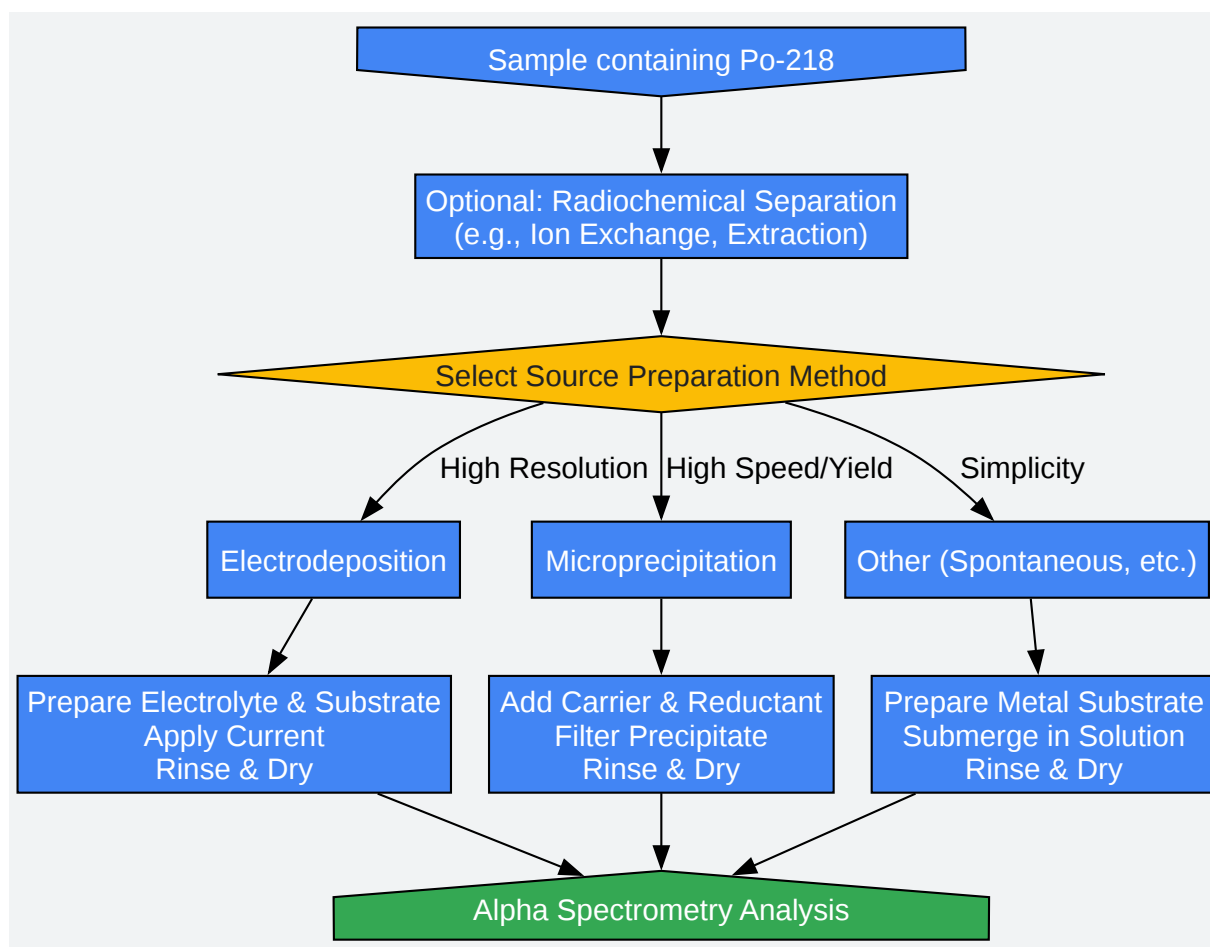 Sample containing Po-218
Optional: Radiochemical Separation
(e.g., Ion Exchange, Extraction)
Select Source Preparation Method
High Resolution
High Speed/Yield
Simplicity
Electrodeposition
Microprecipitation
Other (Spontaneous, etc.)
Prepare Electrolyte & Substrate
Apply Current
Rinse & Dry
Add Carrier & Reductant
Filter Precipitate
Rinse & Dry
Prepare Metal Substrate
Submerge in Solution
Rinse & Dry
Alpha Spectrometry Analysis